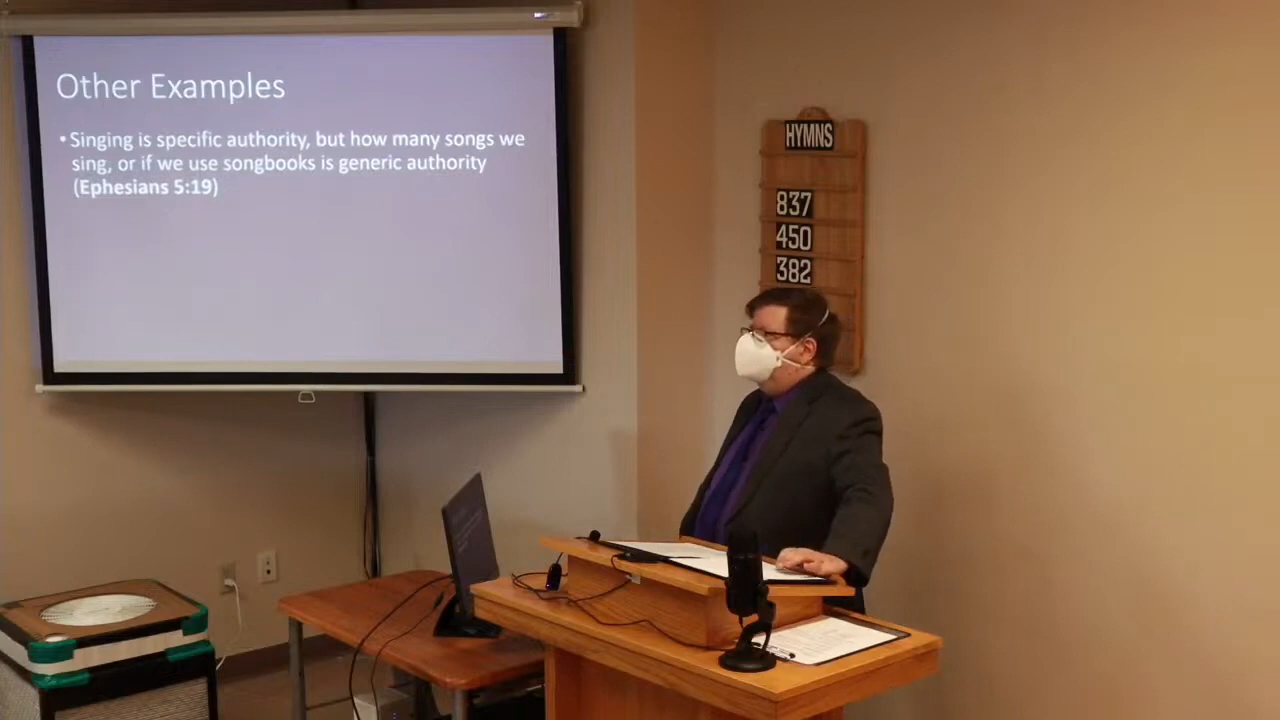 Other Examples
• Singing is specific authority, but how many songs we
sing, or if we use songbooks is generic authority
(Ephesians 5:19)
HYMNS
837
450
382